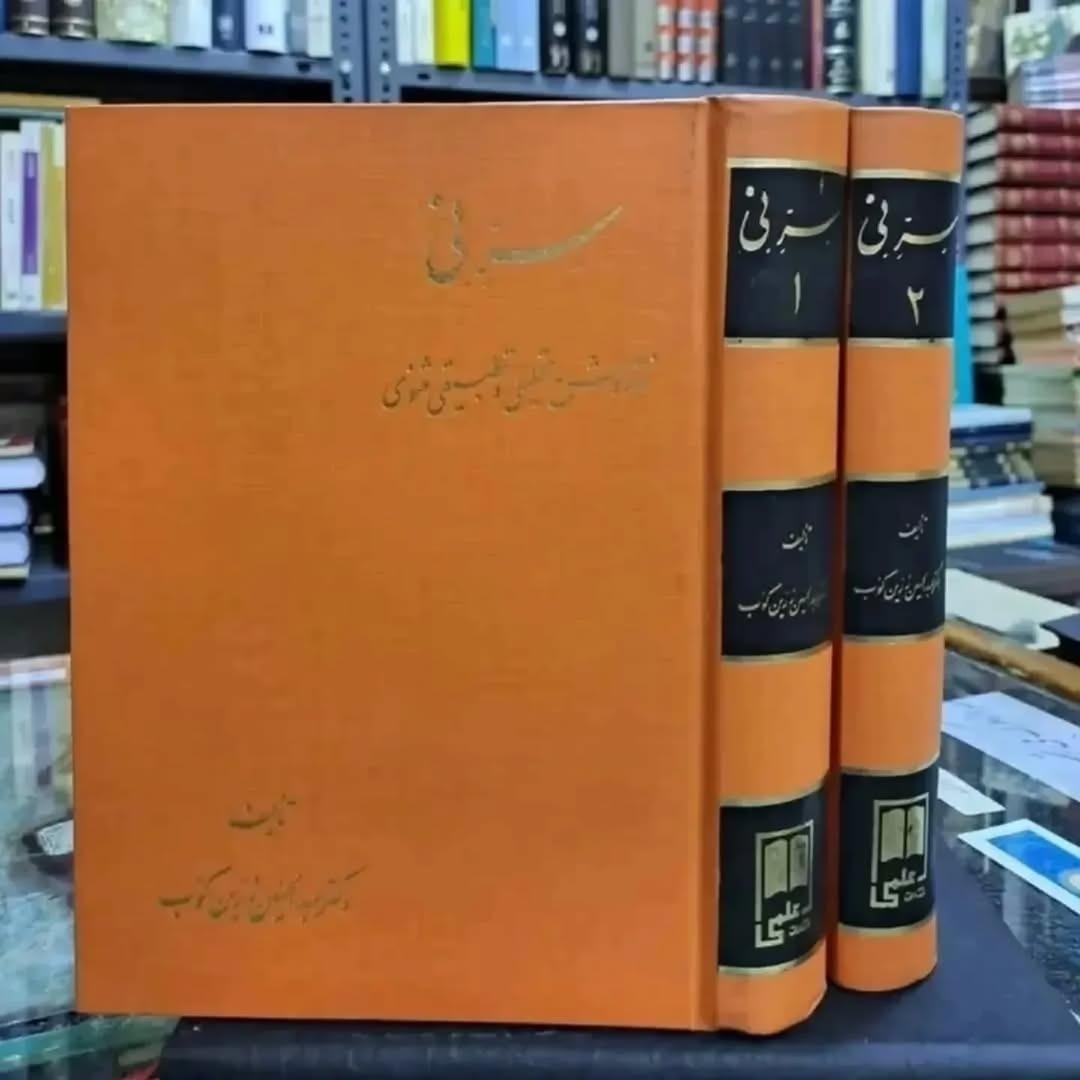 سرّ نی
نقد و شرح تحلیلی و تطبیقی مثنوی
تألیف
دکتر عبدالحسین زرین کوب
سرّ نی
۱
تألیف
دکتر عبدالحسین زرین کوب
علمی
سرّ نی
۲
تألیف
دکتر عبدالحسین زرین کوب
علمی